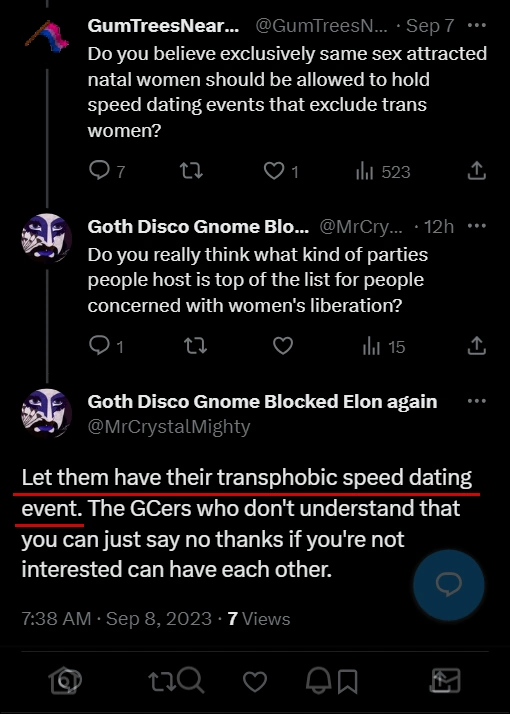 GumTreesNear... @GumTreesN... · Sep 7 ···
Do you believe exclusively same sex attracted
natal women should be allowed to hold
speed dating events that exclude trans
women?
7 1 523
Goth Disco Gnome Blo... @MrCry... · 12h ···
Do you really think what kind of parties
people host is top of the list for people
concerned with women's liberation?
1 15
Goth Disco Gnome Blocked Elon again ···
@MrCrystalMighty
Let them have their transphobic speed dating
event. The GCers who don't understand that
you can just say no thanks if you're not
interested can have each other.
7:38 AM · Sep 8, 2023 · 7 Views